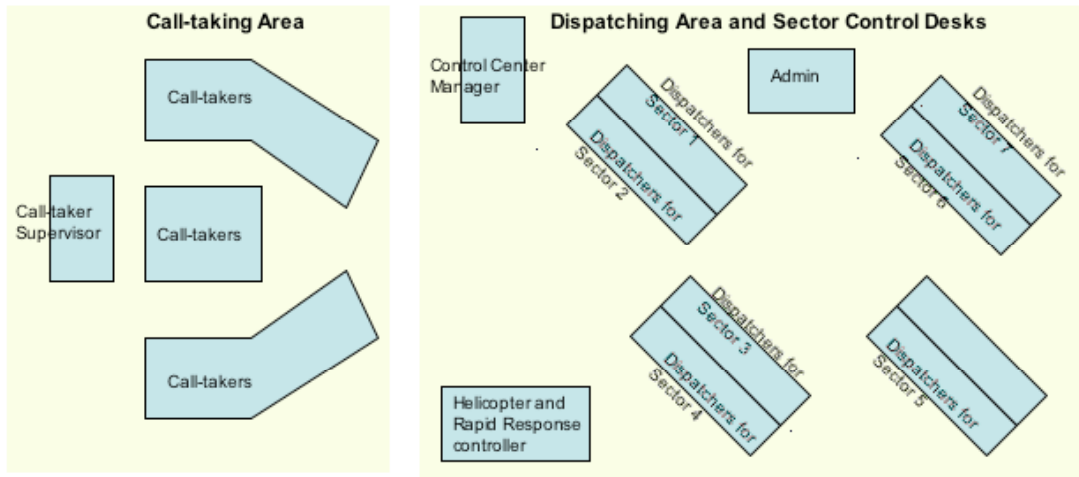 Call-taking Area
Call-takers
Call-taker
Supervisor
Call-takers
Call-takers
Dispatching Area and Sector Control Desks
Control Center
Manager
Admin
Dispatchers for
Sector 1
Dispatchers for
Sector 2
Dispatchers for
Sector 7
Dispatchers for
Sector 6
Dispatchers for
Sector 3
Dispatchers for
Sector 4
Dispatchers for
Sector 5
Helicopter and
Rapid Response
controller